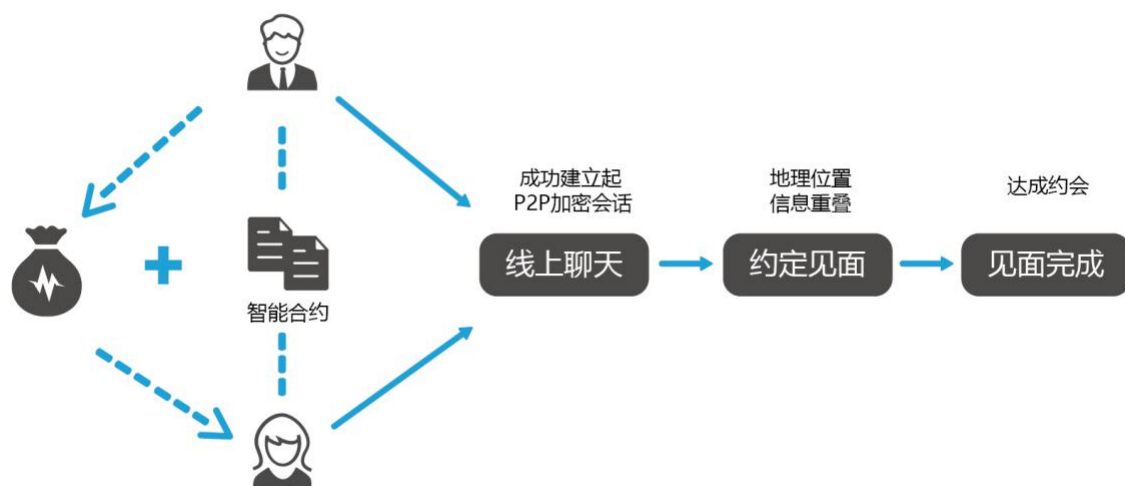 成功建立起
P2P加密会话
地理位置
信息重叠
达成约会
线上聊天
约定见面
见面完成
智能合约